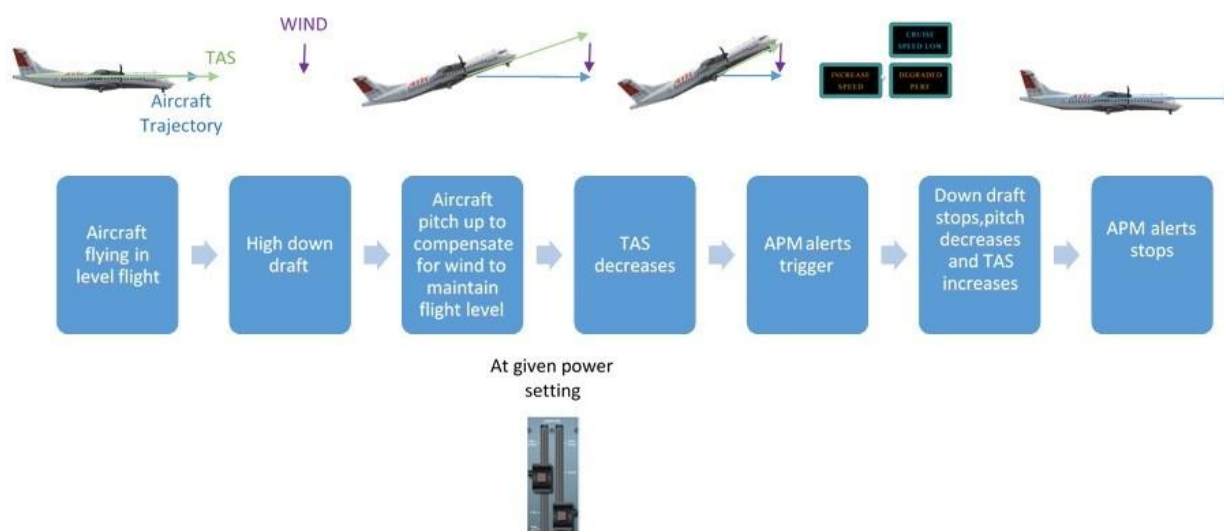 WIND
TAS
Aircraft
Trajectory
CRUISE
SPEED LOW
INCREASE
SPEED
DEGRADED
PERF
Aircraft
flying in
level flight
High down
draft
Aircraft
pitch up to
compensate
for wind to
maintain
flight level
TAS
decreases
APM alerts
trigger
Down draft
stops,pitch
decreases
and TAS
increases
APM alerts
stops
At given power
setting